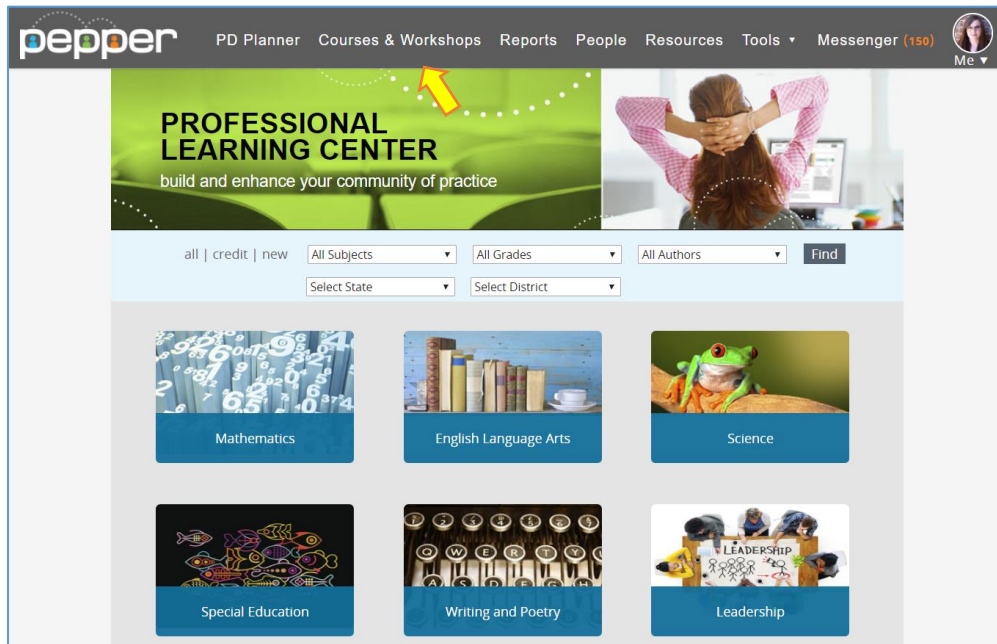 pepper
PD Planner Courses & Workshops Reports People Resources Tools ▾ Messenger (150)
Me ▼
PROFESSIONAL
LEARNING CENTER
build and enhance your community of practice
all | credit | new All Subjects ▾ All Grades ▾ All Authors ▾ Find
Select State ▾ Select District ▾
Mathematics English Language Arts Science
LEADERSHIP
Q W E R T Y
A S D F G H
Special Education Writing and Poetry Leadership